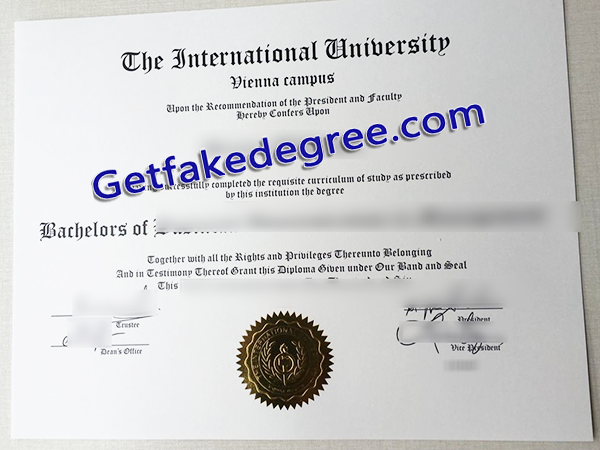 The International University
Vienna campus
Upon the Recommendation of the President and Faculty
Hereby Confers Upon
Getfakedegree.com
successfully completed the requisite curriculum of study as prescribed
by this institution the degree
Bachelors of
Together with all the Rights and Privileges Thereunto Belonging
And in Testimony Thereof Grant this Diploma Given under Our Band and Seal
This
Trustee
President
Dean's Office
Vice President